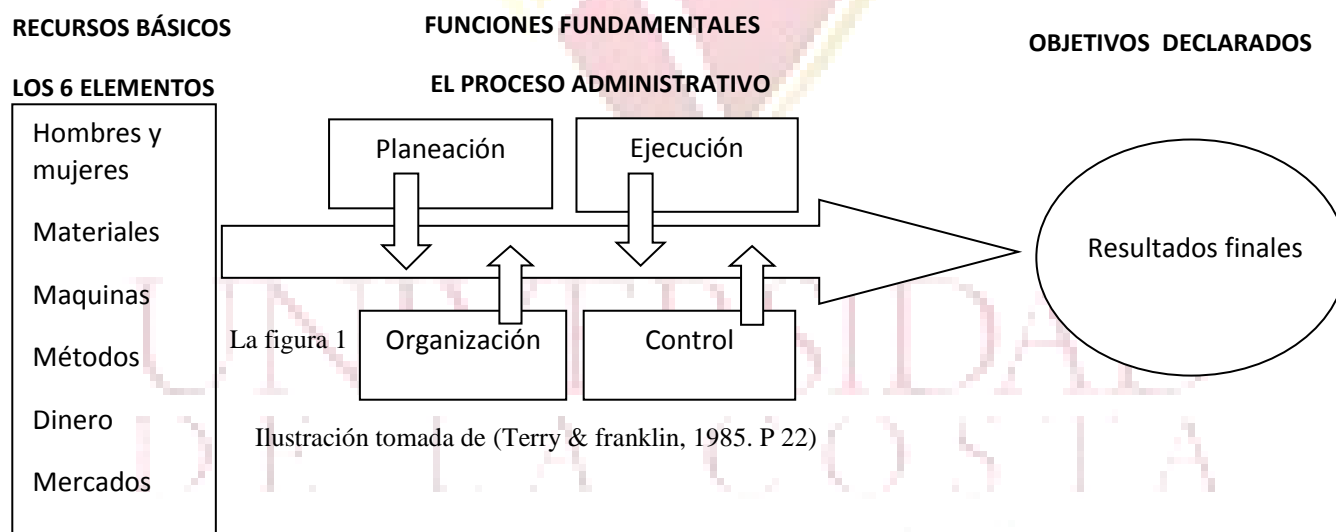 RECURSOS BÁSICOS
LOS 6 ELEMENTOS
Hombres y
mujeres
Materiales
Maquinas
Métodos
Dinero
Mercados
FUNCIONES FUNDAMENTALES
EL PROCESO ADMINISTRATIVO
Planeación
Ejecución
Organización
Control
OBJETIVOS DECLARADOS
Resultados finales
La figura 1
Ilustración tomada de (Terry & franklin, 1985. P 22)
UNIVERSIDAD
DE LA COSTA